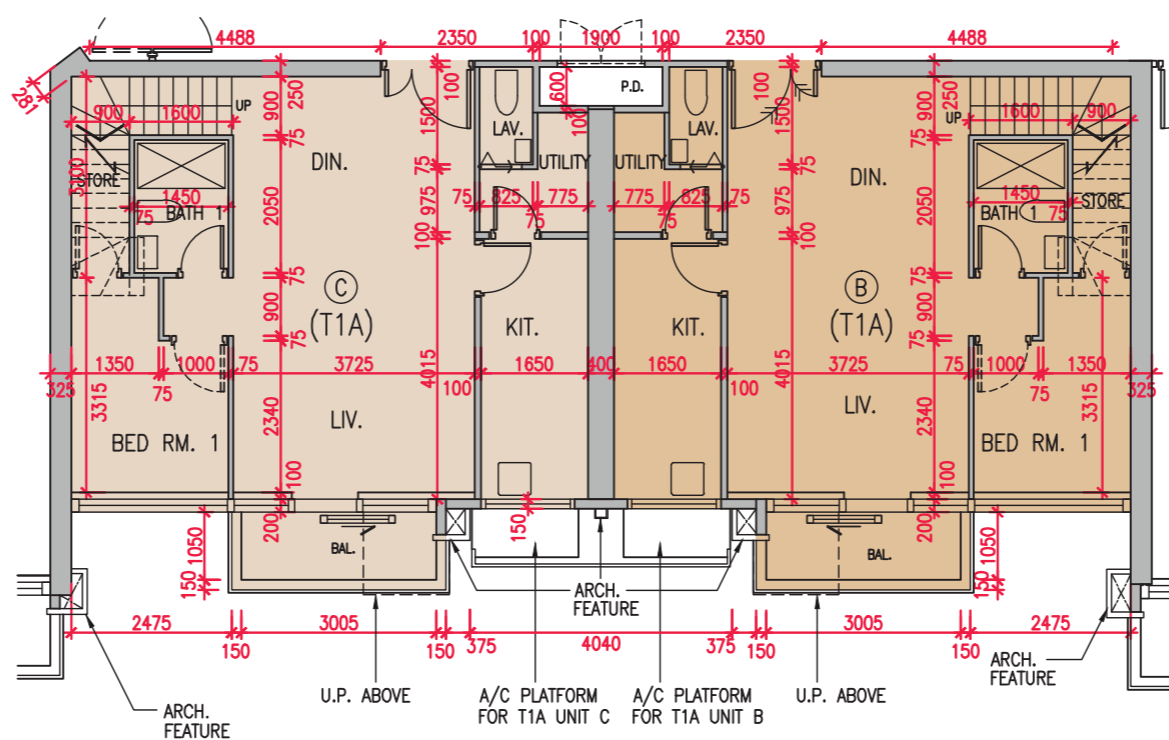 4488
2350
100
1900
100
2350
4488
281
900
250
100
600
P.D.
100
250
900
UP
UP
900
1600
1500
LAV.
100
LAV.
1500
1600
900
75
DIN.
75
UTILITY
UTILITY
75
DIN.
75
STORE
1450
2050
975
75
825
775
775
825
75
975
2050
1450
STORE
75
BATH 1
75
75
BATH 1
75
100
100
75
75
900
C
(T1A)
KIT.
KIT.
B
(T1A)
900
75
75
1350
1000
75
3725
4015
1650
400
1650
4015
3725
75
1000
1350
325
75
100
100
75
325
3315
2340
LIV.
LIV.
2340
3315
BED RM. 1
BED RM. 1
100
100
200
150
200
1050
BAL.
BAL.
1050
150
150
ARCH.
FEATURE
2475
3005
4040
3005
2475
150
150
375
375
150
150
U.P. ABOVE
A/C PLATFORM
FOR T1A UNIT C
A/C PLATFORM
FOR T1A UNIT B
U.P. ABOVE
ARCH.
FEATURE
ARCH.
FEATURE